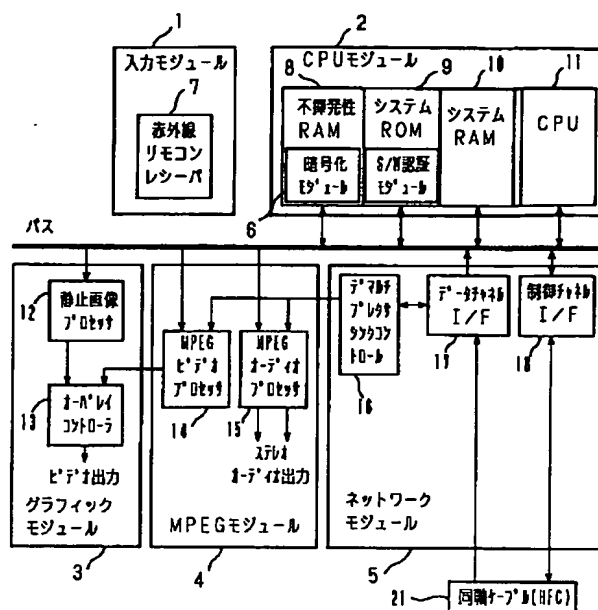 1
入力モジュール
7
赤外線
リモコン
レシーバ
2
CPUモジュール
8
不揮発性
RAM
暗号化
モジュール
6
9
システム
ROM
S/W認証
モジュール
10
システム
RAM
11
CPU
バス
12
静止画像
プロセッサ
13
オーバレイ
コントローラ
ビデオ出力
グラフィック
モジュール
3
MPEG
ビデオ
プロセッサ
14
MPEG
オーディオ
プロセッサ
15
ステレオ
オーディオ出力
MPEGモジュール
4
デマルチ
プレクサ
タンクコン
トロール
16
データチャネル
I/F
17
制御チャネル
I/F
18
ネットワーク
モジュール
5
21
同軸ケーブル(HFC)